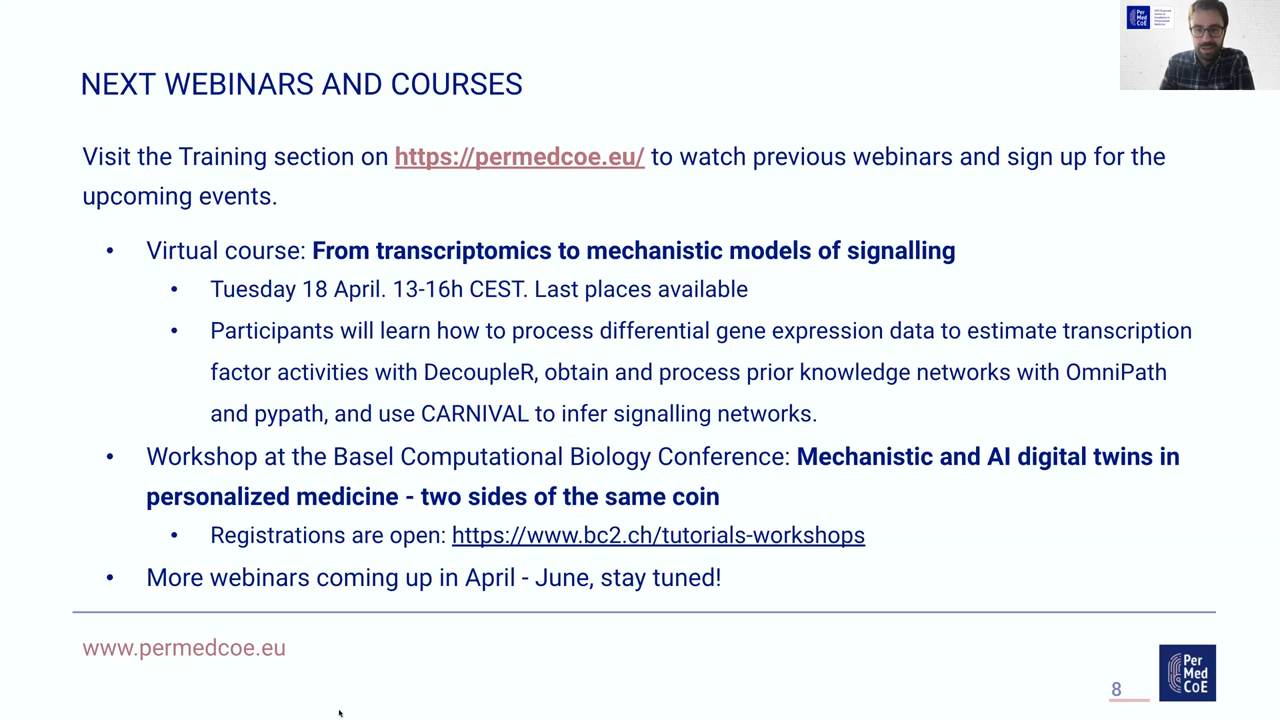 NEXT WEBINARS AND COURSES
Visit the Training section on https://permedcoe.eu/ to watch previous webinars and sign up for the
upcoming events.
• Virtual course: From transcriptomics to mechanistic models of signalling
• Tuesday 18 April. 13-16h CEST. Last places available
• Participants will learn how to process differential gene expression data to estimate transcription
factor activities with DecoupleR, obtain and process prior knowledge networks with OmniPath
and pypath, and use CARNIVAL to infer signalling networks.
• Workshop at the Basel Computational Biology Conference: Mechanistic and AI digital twins in
personalized medicine - two sides of the same coin
• Registrations are open: https://www.bc2.ch/tutorials-workshops
• More webinars coming up in April - June, stay tuned!
www.permedcoe.eu
8
Per
Med
CoE
Per
Med
CoE